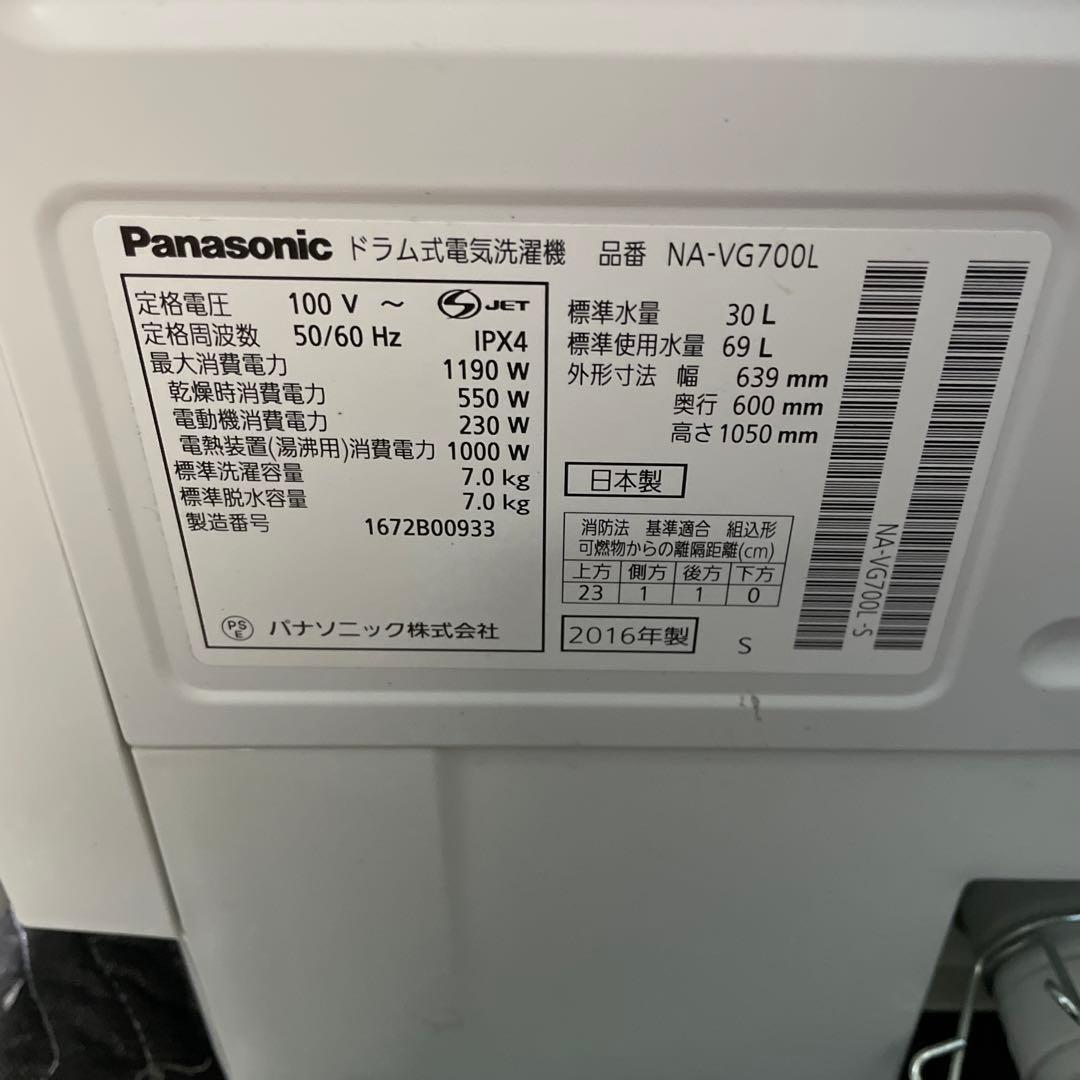 Panasonic ドラム式電気洗濯機 品番 NA-VG700L
定格電圧 100 V ～ S JET
定格周波数 50/60 Hz IPX4
最大消費電力 1190 W
乾燥時消費電力 550 W
電動機消費電力 230 W
電熱装置(湯沸用)消費電力 1000 W
標準洗濯容量 7.0 kg
標準脱水容量 7.0 kg
製造番号 1672B00933
PS E パナソニック株式会社
標準水量 30 L
標準使用水量 69 L
外形寸法 幅 639 mm
奥行 600 mm
高さ 1050 mm
日本製
消防法 基準適合 組込形
可燃物からの離隔距離(cm)
上方 側方 後方 下方
23 1 1 0
2016年製 S
NA-VG700L-S